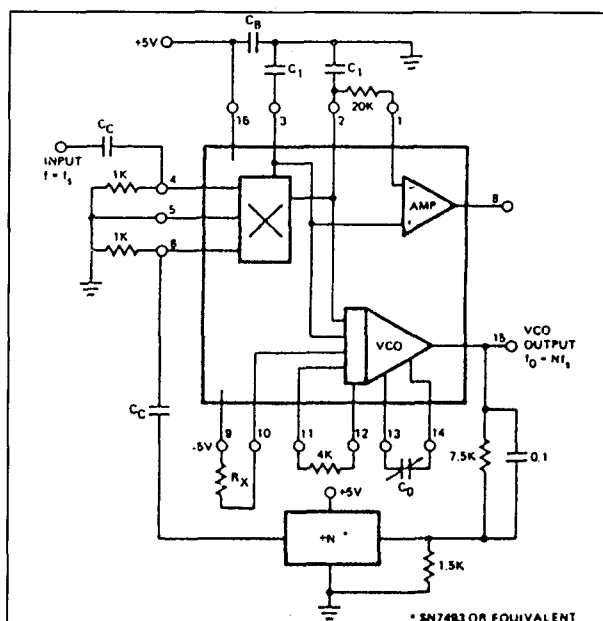 C_B
+5V
C_1
C_1
20K
16
3
2
1
C_C
INPUT
f = f_s
1K
4
5
1K
6
AMP
8
VCO
15
VCO
OUTPUT
f_O = Nf_s
C_C
9
10
11
12
13
14
-5V
R_X
4K
C_O
7.5K
0.1
+5V
÷N *
1.5K
* SN7493 OR EQUIVALENT